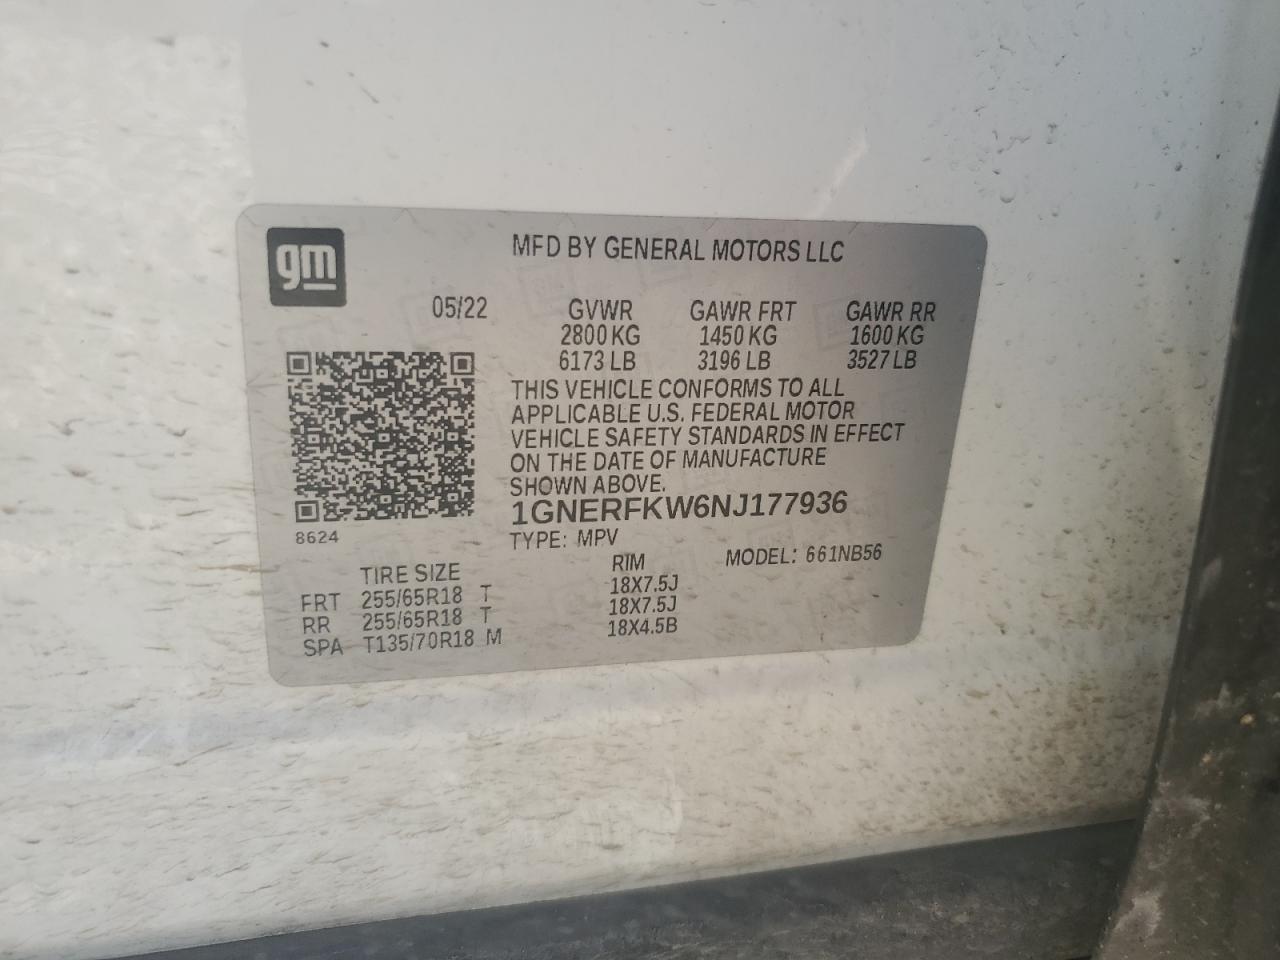 gm
MFD BY GENERAL MOTORS LLC
05/22 GVWR GAWR FRT GAWR RR
2800 KG 1450 KG 1600 KG
6173 LB 3196 LB 3527 LB
THIS VEHICLE CONFORMS TO ALL
APPLICABLE U.S. FEDERAL MOTOR
VEHICLE SAFETY STANDARDS IN EFFECT
ON THE DATE OF MANUFACTURE
SHOWN ABOVE.
1GNERFKW6NJ177936
8624
TYPE: MPV MODEL: 661NB56
TIRE SIZE RIM
FRT 255/65R18 T 18X7.5J
RR 255/65R18 T 18X7.5J
SPA T135/70R18 M 18X4.5B